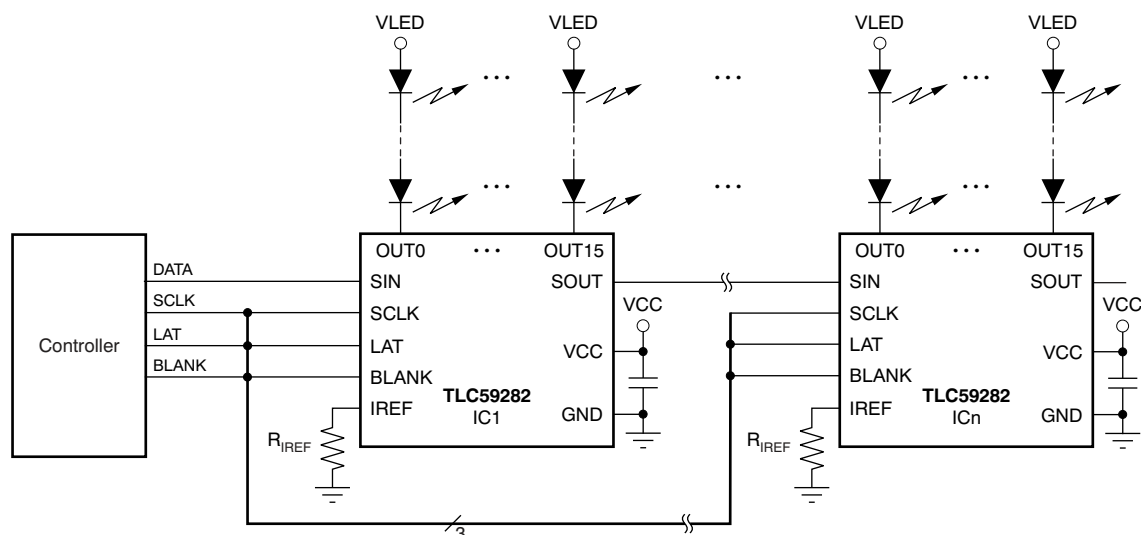 VLED VLED VLED VLED
... ... ... 
... ... ...
OUT0 ... OUT15 OUT0 ... OUT15
DATA SIN SOUT SIN SOUT
SCLK SCLK VCC SCLK VCC
Controller LAT LAT VCC LAT VCC
BLANK BLANK TLC59282 BLANK TLC59282
IREF IC1 GND IREF ICn GND
RIREF RIREF
3